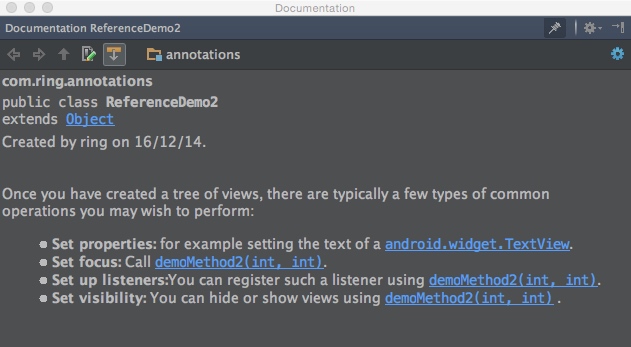 Documentation
Documentation ReferenceDemo2
annotations
com.ring.annotations
public class ReferenceDemo2
extends Object
Created by ring on 16/12/14.
Once you have created a tree of views, there are typically a few types of common
operations you may wish to perform:
Set properties: for example setting the text of a android.widget.TextView.
Set focus: Call demoMethod2(int, int).
Set up listeners:You can register such a listener using demoMethod2(int, int).
Set visibility: You can hide or show views using demoMethod2(int, int) .